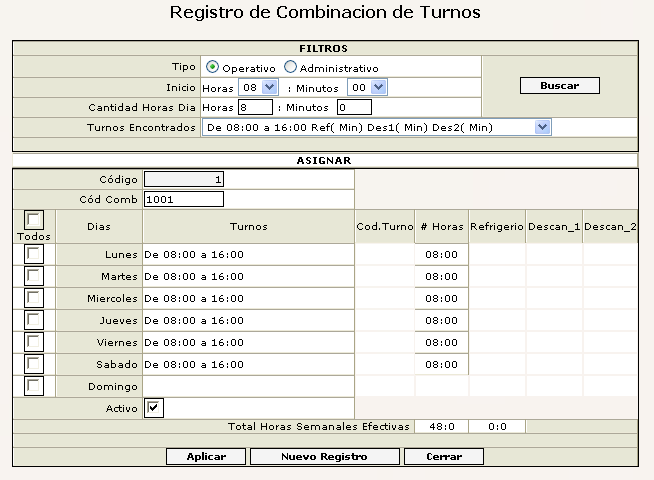 Registro de Combinacion de Turnos
FILTROS
Tipo Operativo Administrativo
Inicio Horas 08 : Minutos 00 Buscar
Cantidad Horas Dia Horas 8 : Minutos 0
Turnos Encontrados De 08:00 a 16:00 Ref( Min) Des1( Min) Des2( Min)
ASIGNAR
Código 1
Cód Comb 1001
Todos Dias Turnos Cod.Turno # Horas Refrigerio Descan_1 Descan_2
Lunes De 08:00 a 16:00 08:00
Martes De 08:00 a 16:00 08:00
Miercoles De 08:00 a 16:00 08:00
Jueves De 08:00 a 16:00 08:00
Viernes De 08:00 a 16:00 08:00
Sabado De 08:00 a 16:00 08:00
Domingo
Activo
Total Horas Semanales Efectivas 48:0 0:0
Aplicar Nuevo Registro Cerrar